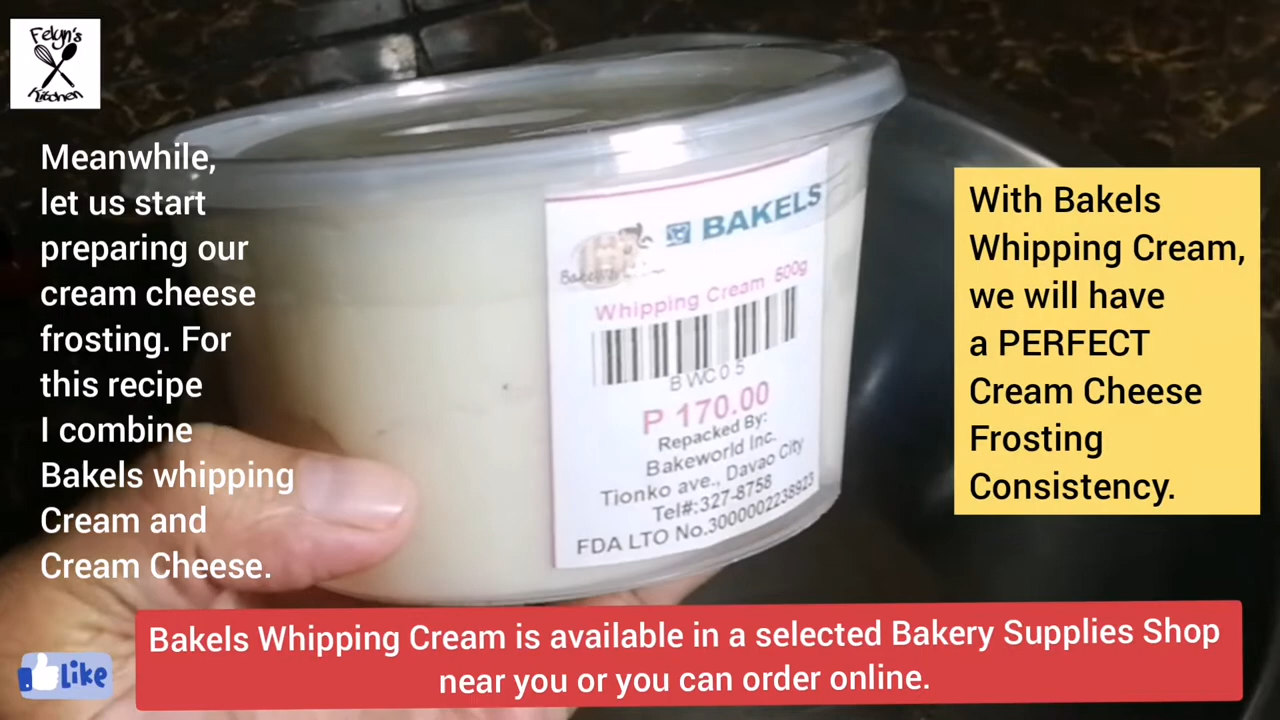 Felyn's
Kitchen
Meanwhile,
let us start
preparing our
cream cheese
frosting. For
this recipe
I combine
Bakels whipping
Cream and
Cream Cheese.
BAKELS
Whipping Cream 500g
BWC05
P 170.00
Repacked By:
Bakeworld Inc.
Tionko ave., Davao City
Tel#:327-8758
FDA LTO No.3000002238923
With Bakels
Whipping Cream,
we will have
a PERFECT
Cream Cheese
Frosting
Consistency.
Bakels Whipping Cream is available in a selected Bakery Supplies Shop
near you or you can order online.
Like